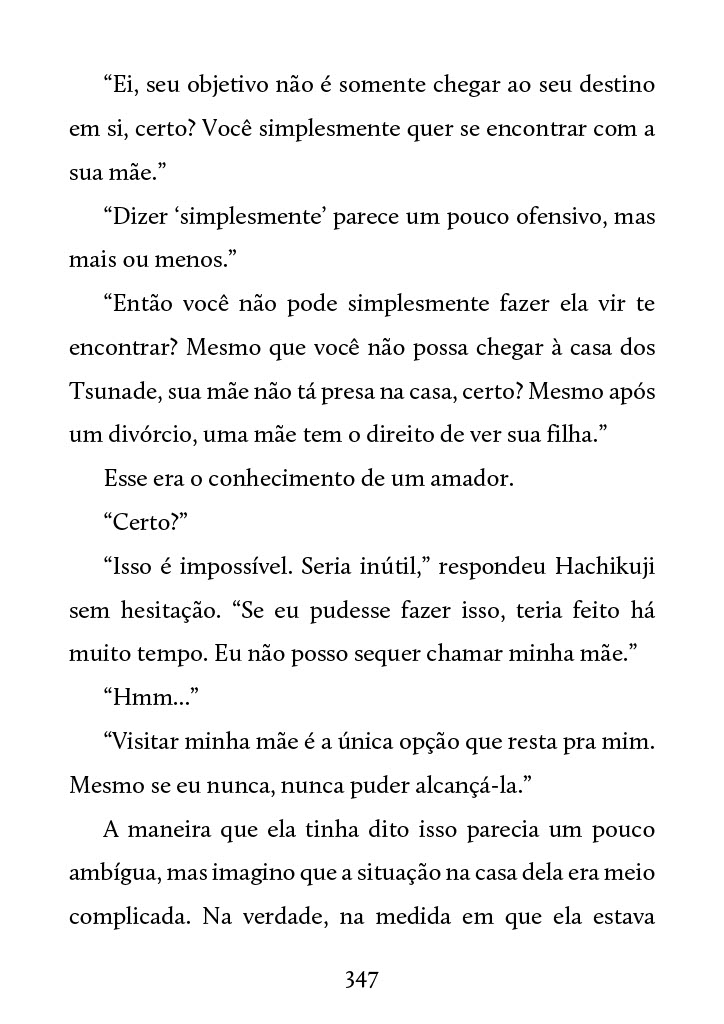 “Ei, seu objetivo não é somente chegar ao seu destino
em si, certo? Você simplesmente quer se encontrar com a
sua mãe.”
“Dizer ‘simplesmente’ parece um pouco ofensivo, mas
mais ou menos.”
“Então você não pode simplesmente fazer ela vir te
encontrar? Mesmo que você não possa chegar à casa dos
Tsunade, sua mãe não tá presa na casa, certo? Mesmo após
um divórcio, uma mãe tem o direito de ver sua filha.”
Esse era o conhecimento de um amador.
“Certo?”
“Isso é impossível. Seria inútil,” respondeu Hachikuji
sem hesitação. “Se eu pudesse fazer isso, teria feito há
muito tempo. Eu não posso sequer chamar minha mãe.”
“Hmm...”
“Visitar minha mãe é a única opção que resta pra mim.
Mesmo se eu nunca, nunca puder alcançá-la.”
A maneira que ela tinha dito isso parecia um pouco
ambígua, mas imagino que a situação na casa dela era meio
complicada. Na verdade, na medida em que ela estava
347